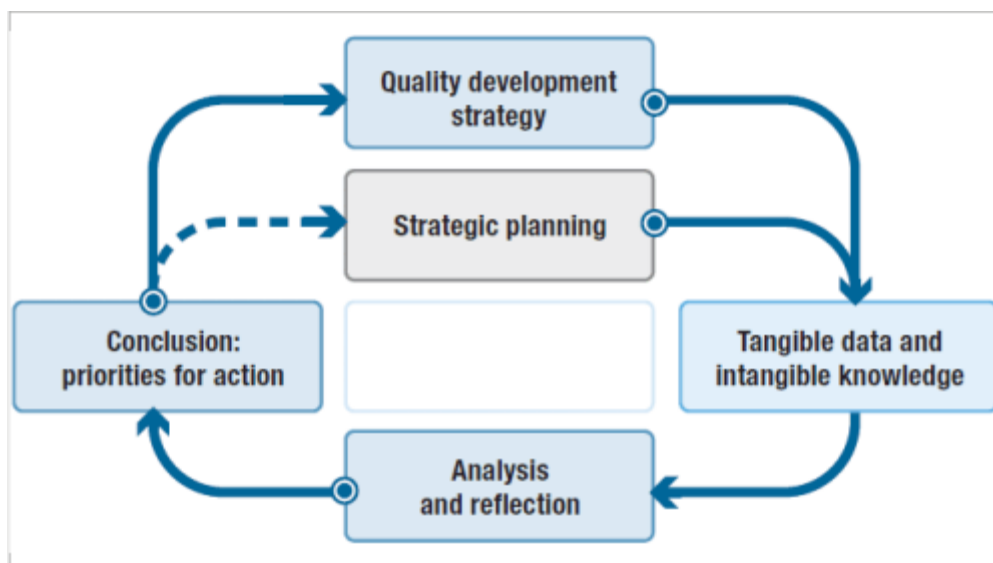 Quality development
strategy
Strategic planning
Conclusion:
priorities for action
Tangible data and
intangible knowledge
Analysis
and reflection